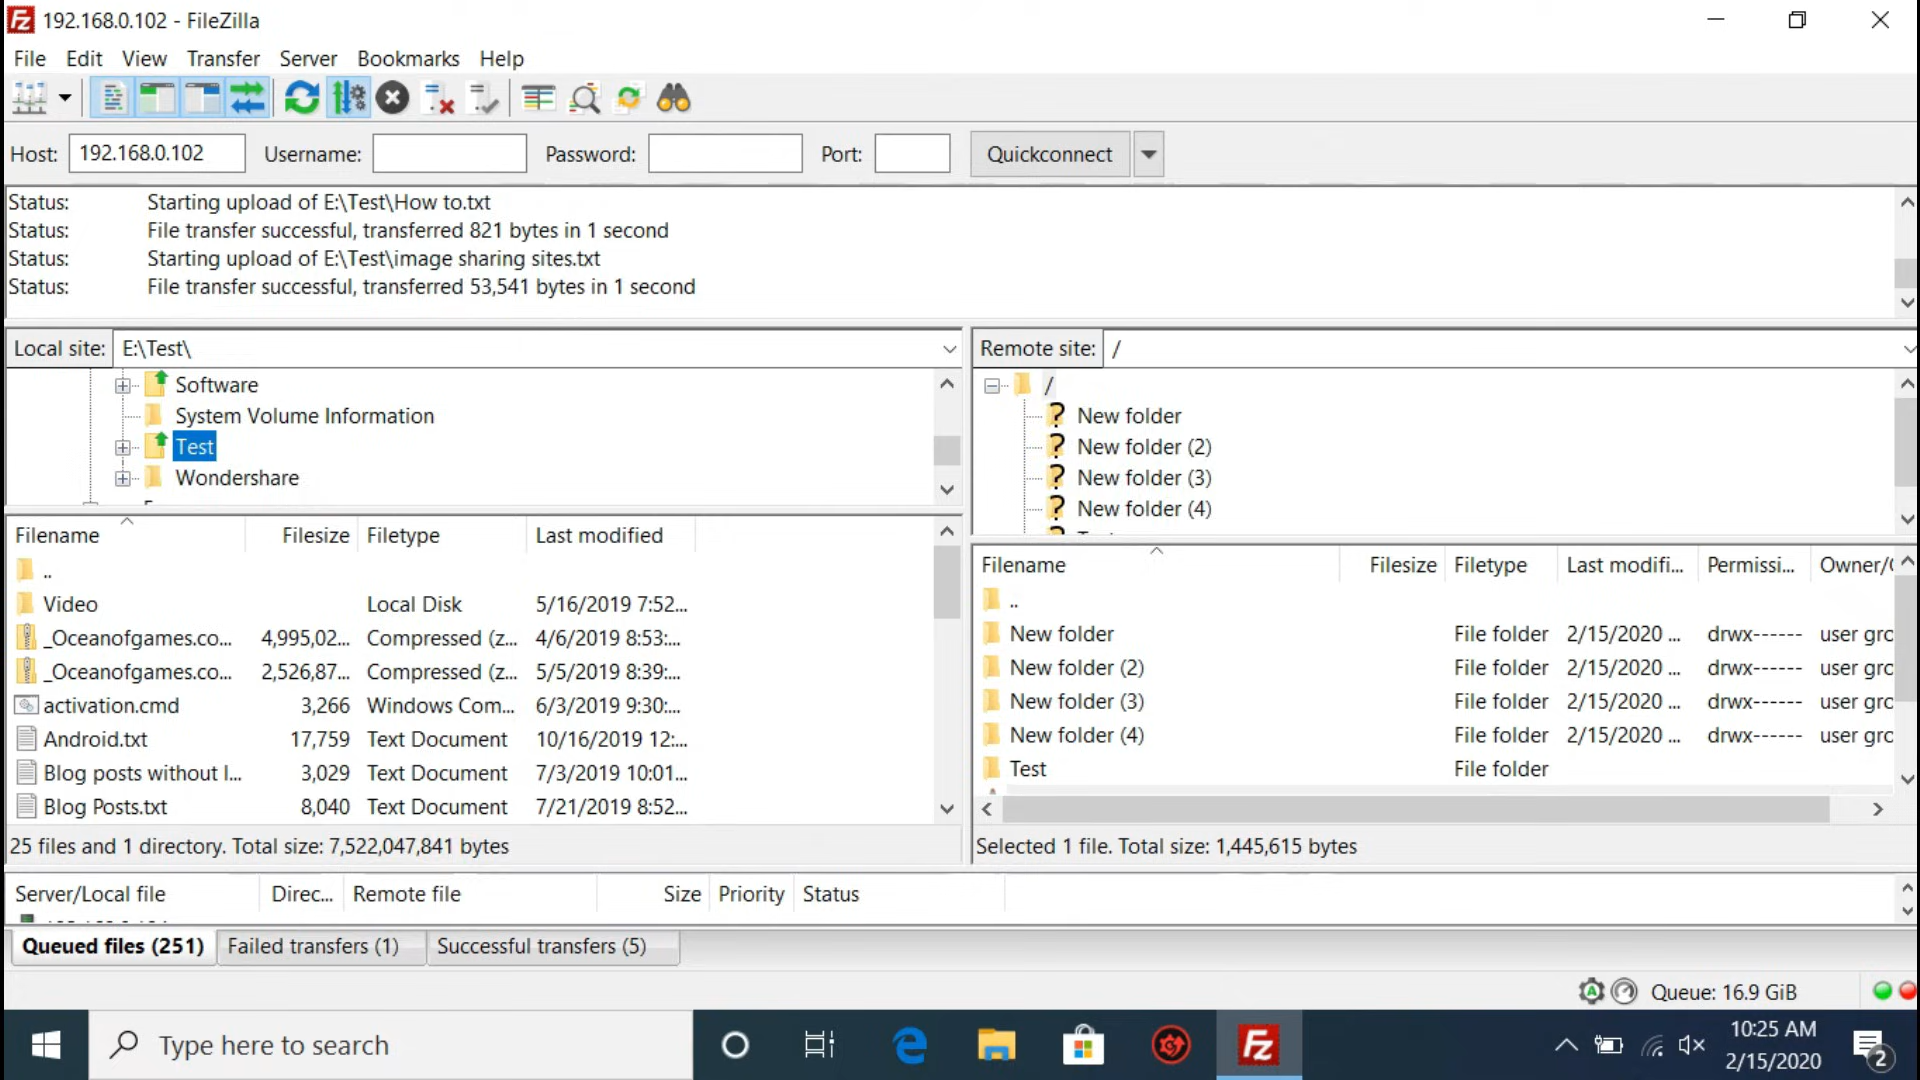 192.168.0.102 - FileZilla
File Edit View Transfer Server Bookmarks Help
Host: 192.168.0.102 Username: Password: Port: Quickconnect
Status: Starting upload of E:\Test\How to.txt
Status: File transfer successful, transferred 821 bytes in 1 second
Status: Starting upload of E:\Test\image sharing sites.txt
Status: File transfer successful, transferred 53,541 bytes in 1 second
Local site: E:\Test\
Software
System Volume Information
Test
Wondershare
Filename Filesize Filetype Last modified
..
Video Local Disk 5/16/2019 7:52...
_Oceanofgames.co... 4,995,02... Compressed (z... 4/6/2019 8:53:...
_Oceanofgames.co... 2,526,87... Compressed (z... 5/5/2019 8:39:...
activation.cmd 3,266 Windows Com... 6/3/2019 9:30:...
Android.txt 17,759 Text Document 10/16/2019 12:...
Blog posts without l... 3,029 Text Document 7/3/2019 10:01...
Blog Posts.txt 8,040 Text Document 7/21/2019 8:52...
25 files and 1 directory. Total size: 7,522,047,841 bytes
Remote site: /
/
New folder
New folder (2)
New folder (3)
New folder (4)
Filename Filesize Filetype Last modifi... Permissi... Owner/
..
New folder File folder 2/15/2020 ... drwx------ user gro
New folder (2) File folder 2/15/2020 ... drwx------ user gro
New folder (3) File folder 2/15/2020 ... drwx------ user gro
New folder (4) File folder 2/15/2020 ... drwx------ user gro
Test File folder
Selected 1 file. Total size: 1,445,615 bytes
Server/Local file Direc... Remote file Size Priority Status
Queued files (251) Failed transfers (1) Successful transfers (5)
Queue: 16.9 GiB
Type here to search
10:25 AM
2/15/2020
2